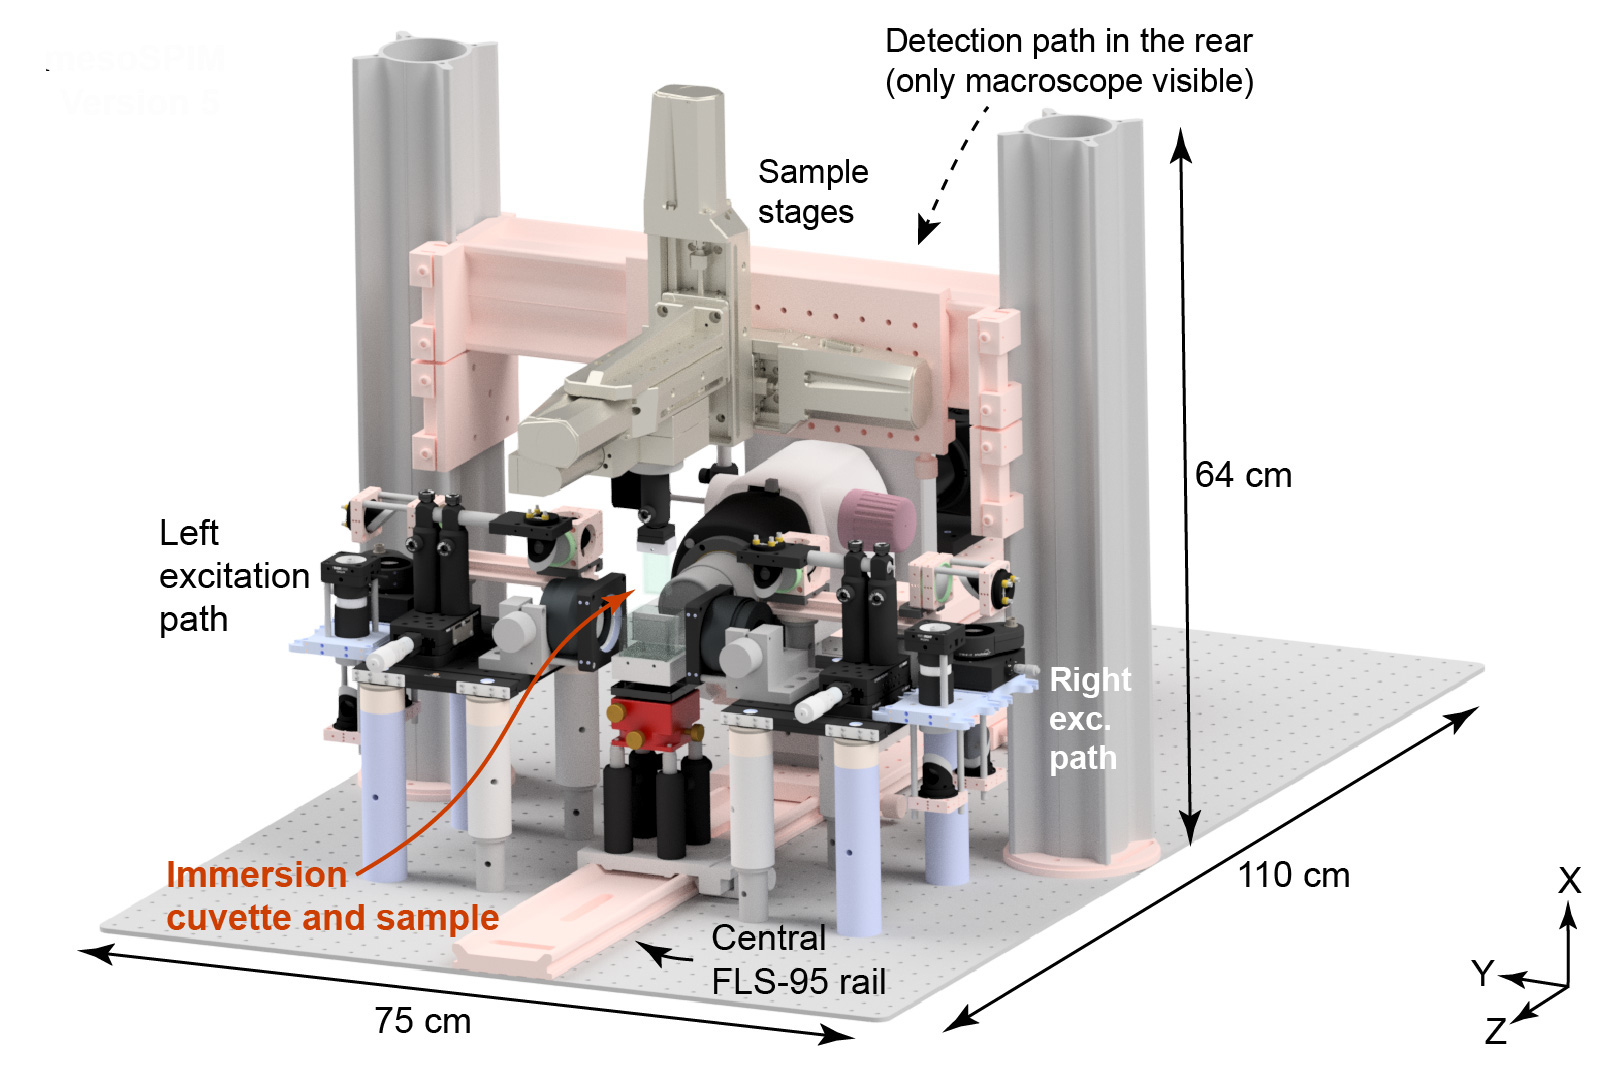 mesoSPIM
Version 5
Detection path in the rear
(only macroscope visible)
Sample
stages
64 cm
Left
excitation
path
Right
exc.
path
Immersion
cuvette and sample
110 cm
Central
FLS-95 rail
75 cm
X
Y
Z